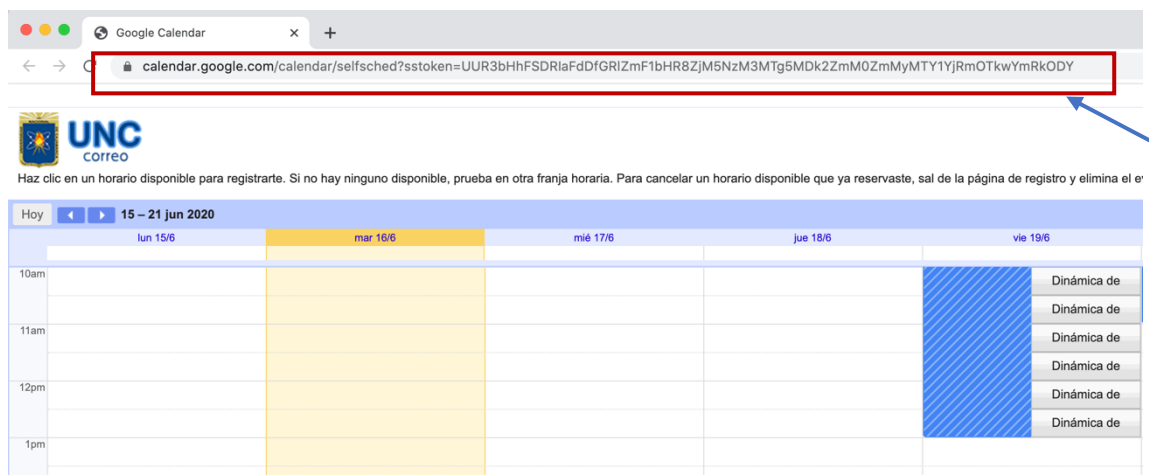 Google Calendar
calendar.google.com/calendar/selfsched?sstoken=UUR3bHhFSDRlaFdDfGRlZmF1bHR8ZjM5NzM3MTg5MDk2ZmM0ZmMyMTY1YjRmOTkwYmRkODY
UNC
correo
Haz clic en un horario disponible para registrarte. Si no hay ninguno disponible, prueba en otra franja horaria. Para cancelar un horario disponible que ya reservaste, sal de la página de registro y elimina el e
Hoy 15 – 21 jun 2020
lun 15/6 mar 16/6 mié 17/6 jue 18/6 vie 19/6
10am
Dinámica de
Dinámica de
11am
Dinámica de
Dinámica de
12pm
Dinámica de
Dinámica de
1pm